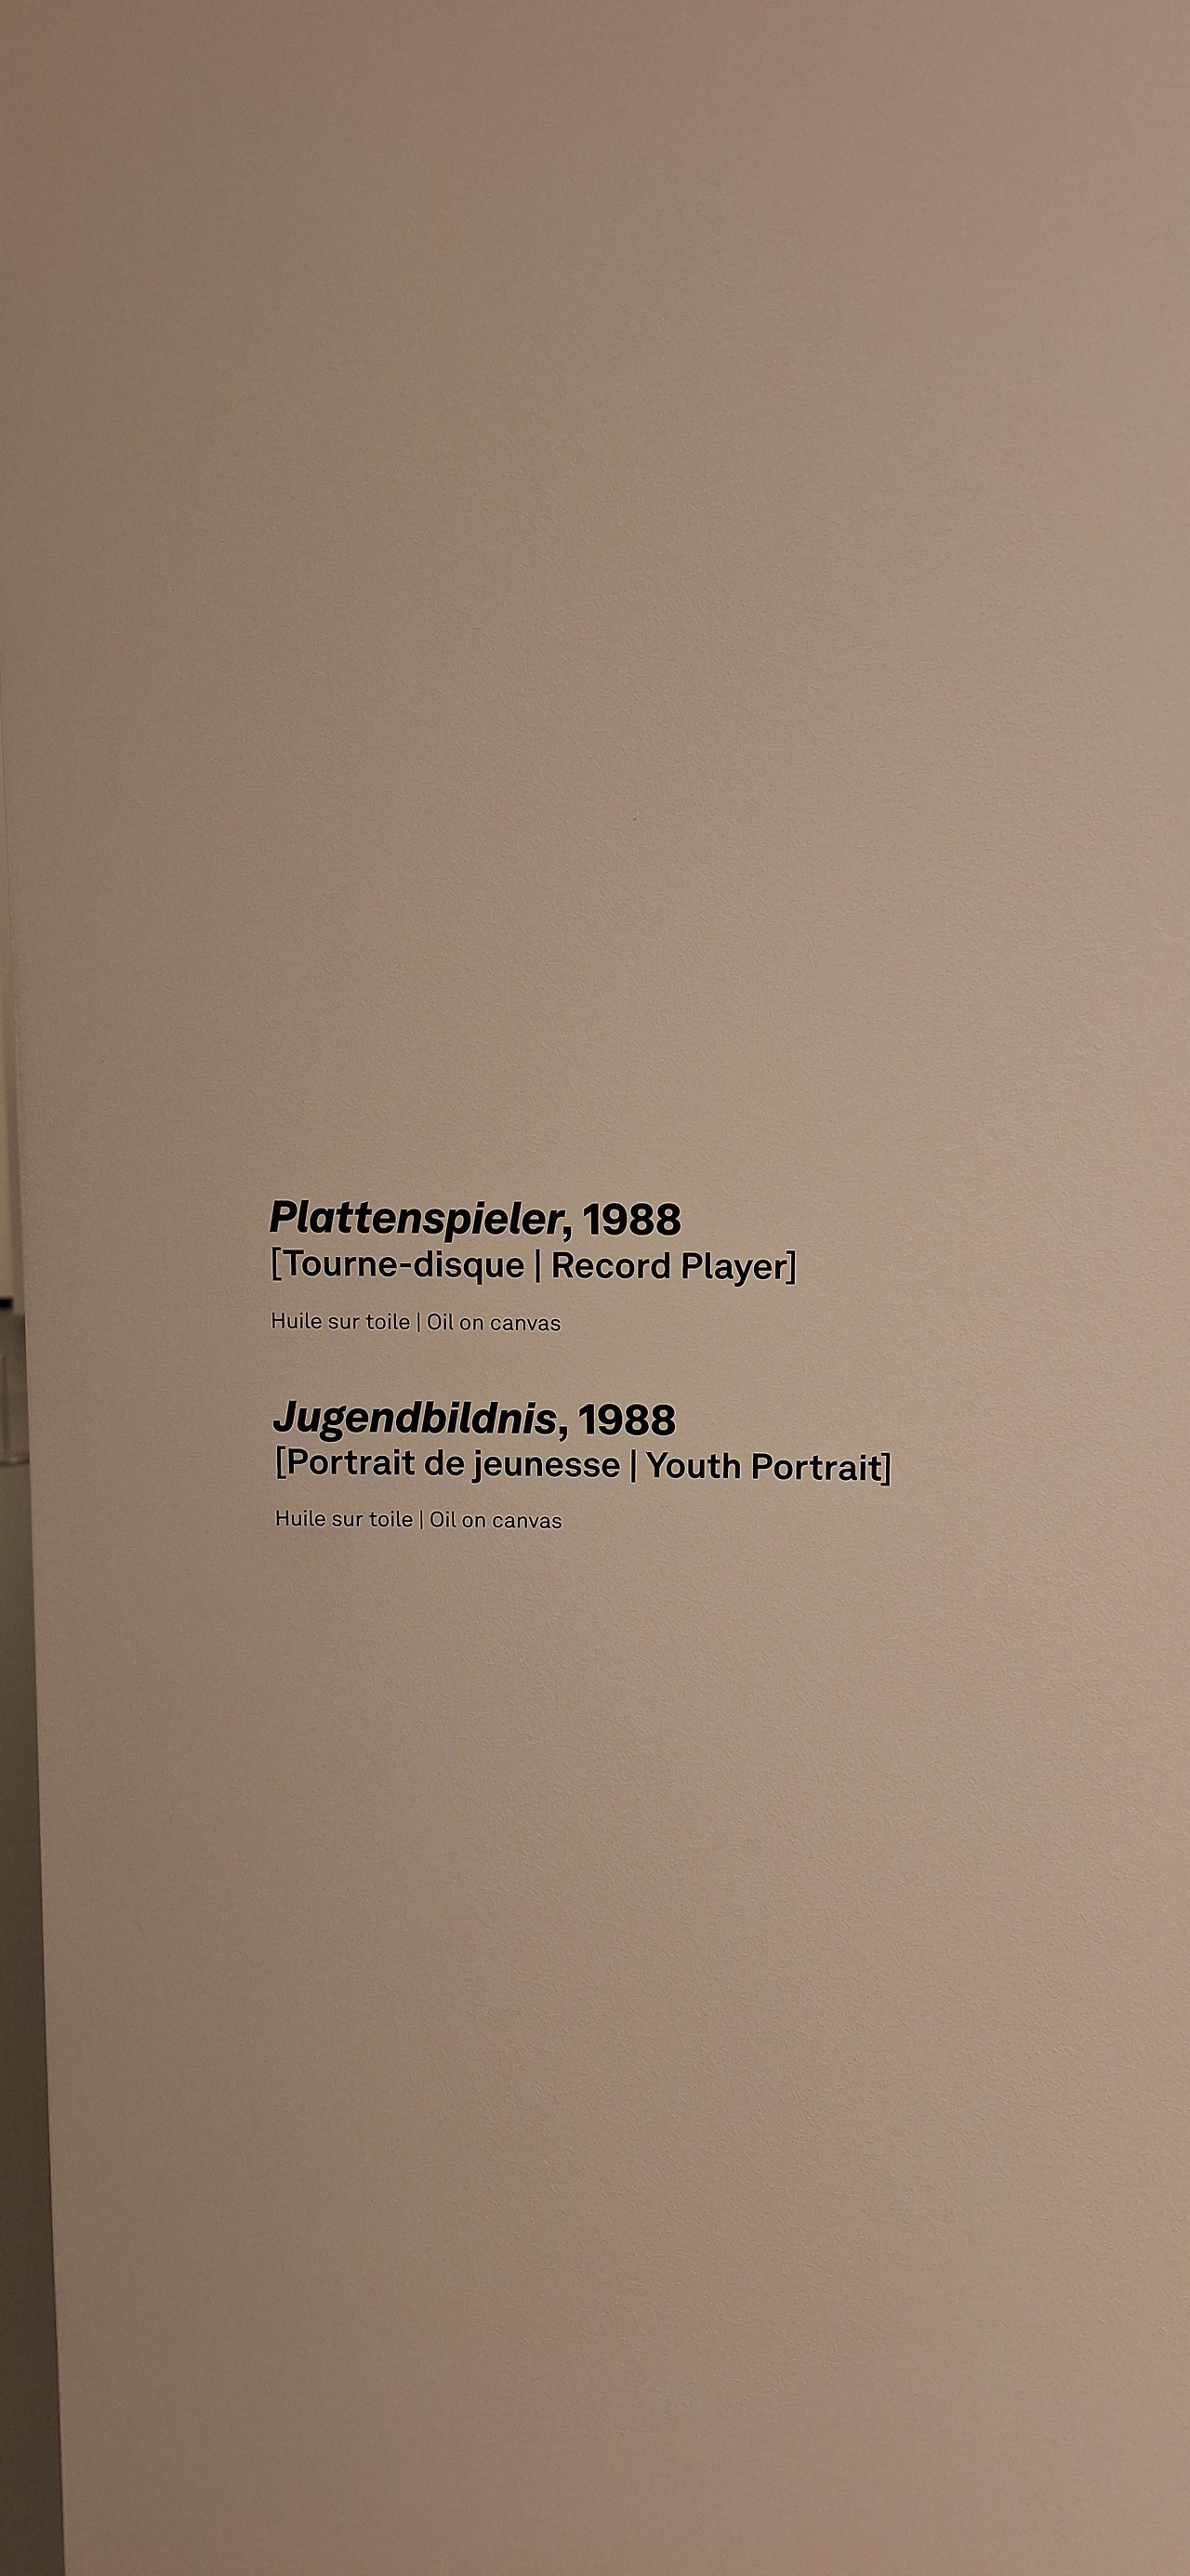 Plattenspieler, 1988
[Tourne-disque | Record Player]
Huile sur toile | Oil on canvas
Jugendbildnis, 1988
[Portrait de jeunesse | Youth Portrait]
Huile sur toile | Oil on canvas